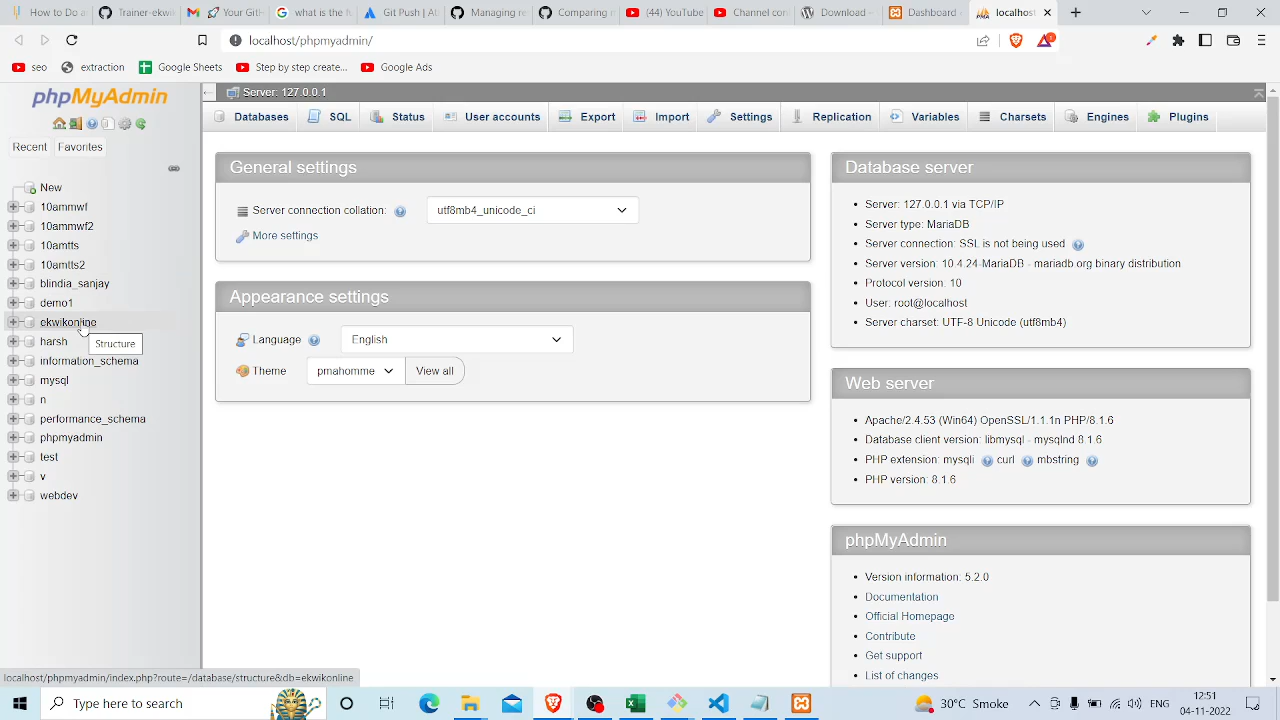 How to Do a
Trainer-ekwik
Your Git-
what is the fu
Git Push | At
Managing re
Comparing r
(44) YouTube
Channel con
Download -
Dashboard -
localhost
localhost/phpmyadmin/
seo
extraction
Google Sheets
Step by step create...
Google Ads
phpMyAdmin
Recent
Favorites
New
10ammwf
10ammwf2
10amtts
10amtts2
blindia_sanjay
demo1
ekwikonline
Structure
harsh
information_schema
mysql
n
performance_schema
phpmyadmin
test
v
webdev
Server: 127.0.0.1
Databases
SQL
Status
User accounts
Export
Import
Settings
Replication
Variables
Charsets
Engines
Plugins
General settings
Server connection collation:
utf8mb4_unicode_ci
More settings
Appearance settings
Language
English
Theme
pmahomme
View all
Database server
Server: 127.0.0.1 via TCP/IP
Server type: MariaDB
Server connection: SSL is not being used
Server version: 10.4.24-MariaDB - mariadb.org binary distribution
Protocol version: 10
User: root@localhost
Server charset: UTF-8 Unicode (utf8mb4)
Web server
Apache/2.4.53 (Win64) OpenSSL/1.1.1n PHP/8.1.6
Database client version: libmysql - mysqlnd 8.1.6
PHP extension: mysqli curl mbstring
PHP version: 8.1.6
phpMyAdmin
Version information: 5.2.0
Documentation
Official Homepage
Contribute
Get support
List of changes
localhost/phpmyadmin/index.php?route=/database/structure&db=ekwikonline
Type here to search
30°C Smoke
ENG
12:51
04-11-2022